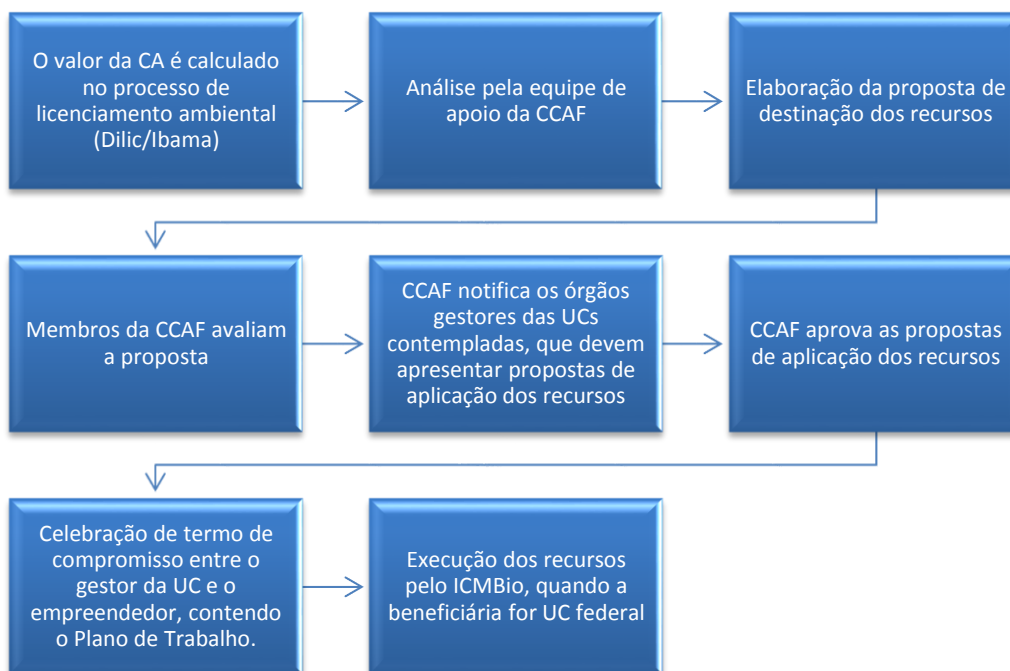 O valor da CA é calculado
no processo de
licenciamento ambiental
(Dilic/Ibama)
Análise pela equipe de
apoio da CCAF
Elaboração da proposta de
destinação dos recursos
Membros da CCAF avaliam
a proposta
CCAF notifica os órgãos
gestores das UCs
contempladas, que devem
apresentar propostas de
aplicação dos recursos
CCAF aprova as propostas
de aplicação dos recursos
Celebração de termo de
compromisso entre o
gestor da UC e o
empreendedor, contendo
o Plano de Trabalho.
Execução dos recursos
pelo ICMBio, quando a
beneficiária for UC federal